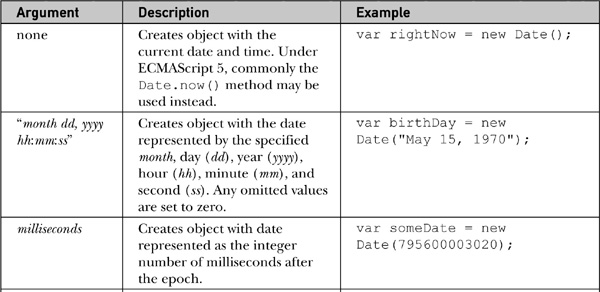 Argument Description Example
none Creates object with the var rightNow = new Date();
current date and time. Under
ECMAScript 5, commonly the
Date.now() method may be
used instead.
“month dd, yyyy Creates object with the date var birthDay = new
hh:mm:ss” represented by the specified Date("May 15, 1970");
month, day (dd), year (yyyy),
hour (hh), minute (mm), and
second (ss). Any omitted values
are set to zero.
milliseconds Creates object with date var someDate = new
represented as the integer Date(795600003020);
number of milliseconds after
the epoch.